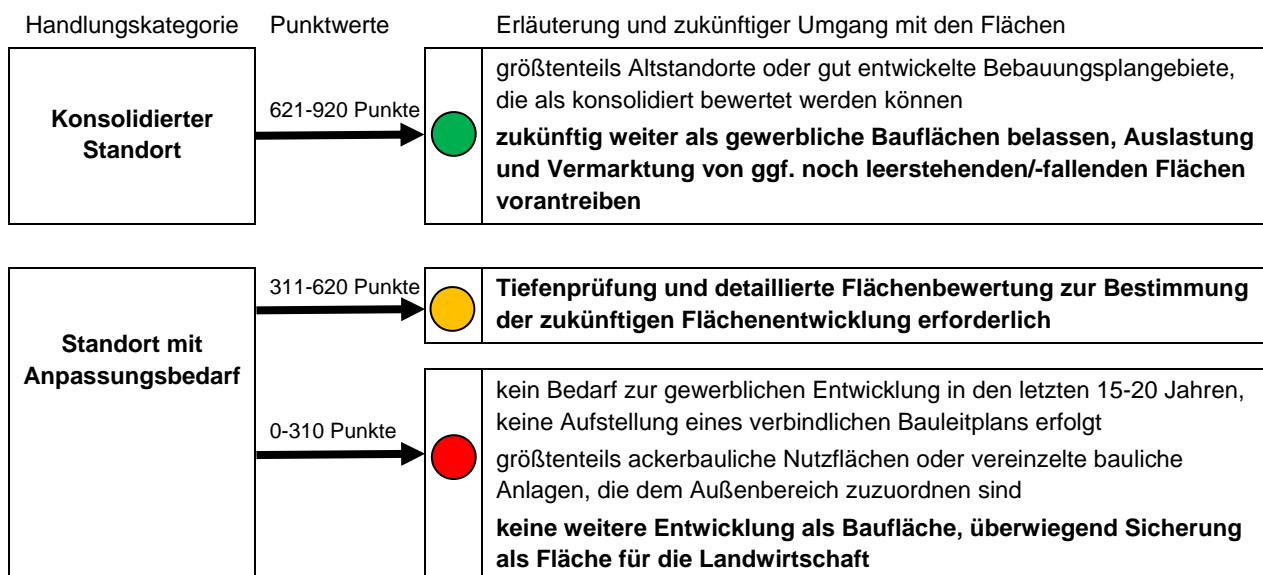 Handlungskategorie Punktwerte Erläuterung und zukünftiger Umgang mit den Flächen
Konsolidierter
Standort
621-920 Punkte
größtenteils Altstandorte oder gut entwickelte Bebauungsplangebiete,
die als konsolidiert bewertet werden können
zukünftig weiter als gewerbliche Bauflächen belassen, Auslastung
und Vermarktung von ggf. noch leerstehenden/-fallenden Flächen
vorantreiben
Standort mit
Anpassungsbedarf
311-620 Punkte
Tiefenprüfung und detaillierte Flächenbewertung zur Bestimmung
der zukünftigen Flächenentwicklung erforderlich
0-310 Punkte
kein Bedarf zur gewerblichen Entwicklung in den letzten 15-20 Jahren,
keine Aufstellung eines verbindlichen Bauleitplans erfolgt
größtenteils ackerbauliche Nutzflächen oder vereinzelte bauliche
Anlagen, die dem Außenbereich zuzuordnen sind
keine weitere Entwicklung als Baufläche, überwiegend Sicherung
als Fläche für die Landwirtschaft